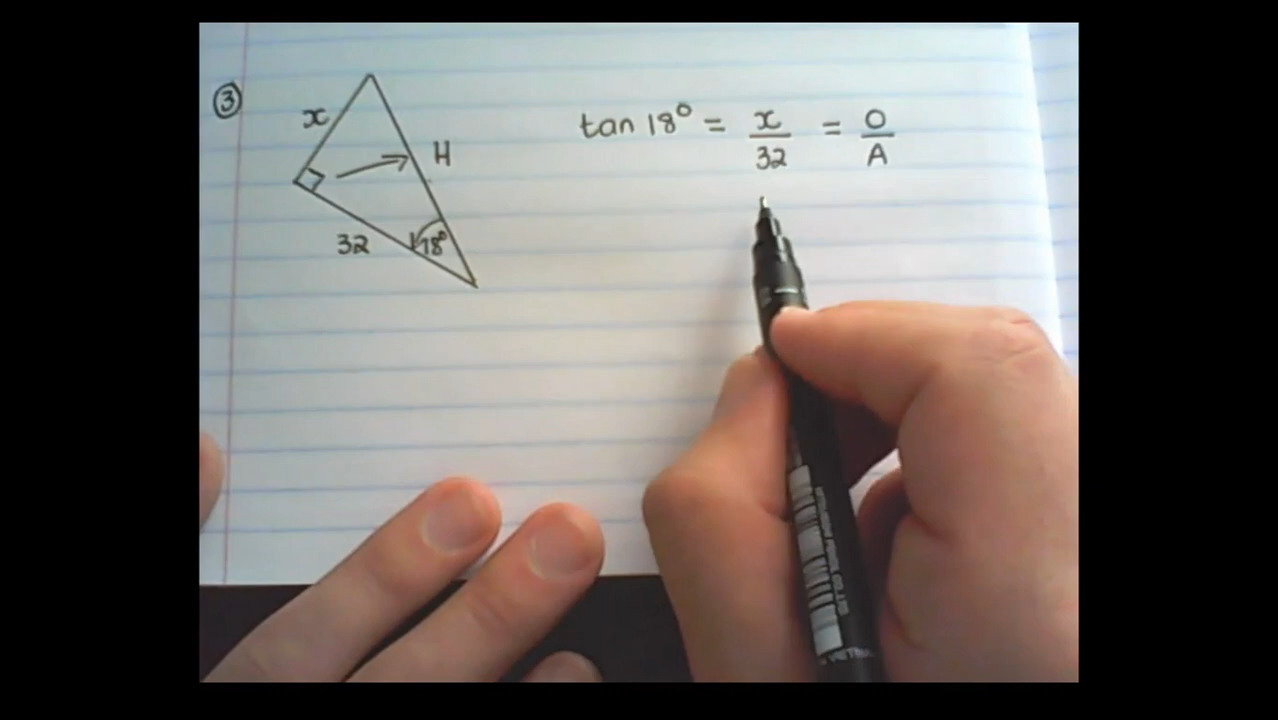 ③
x
H
32
18°
tan 18° = x/32 = O/A